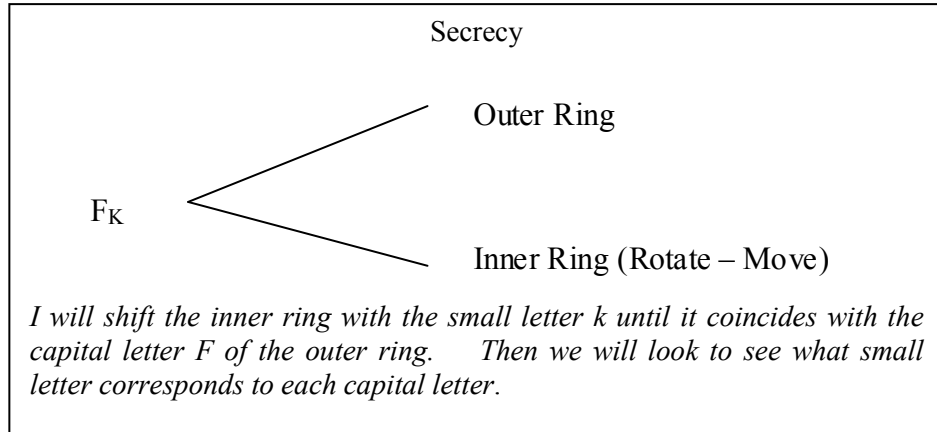 Secrecy
Outer Ring
F_K
Inner Ring (Rotate – Move)
I will shift the inner ring with the small letter k until it coincides with the
capital letter F of the outer ring. Then we will look to see what small
letter corresponds to each capital letter.